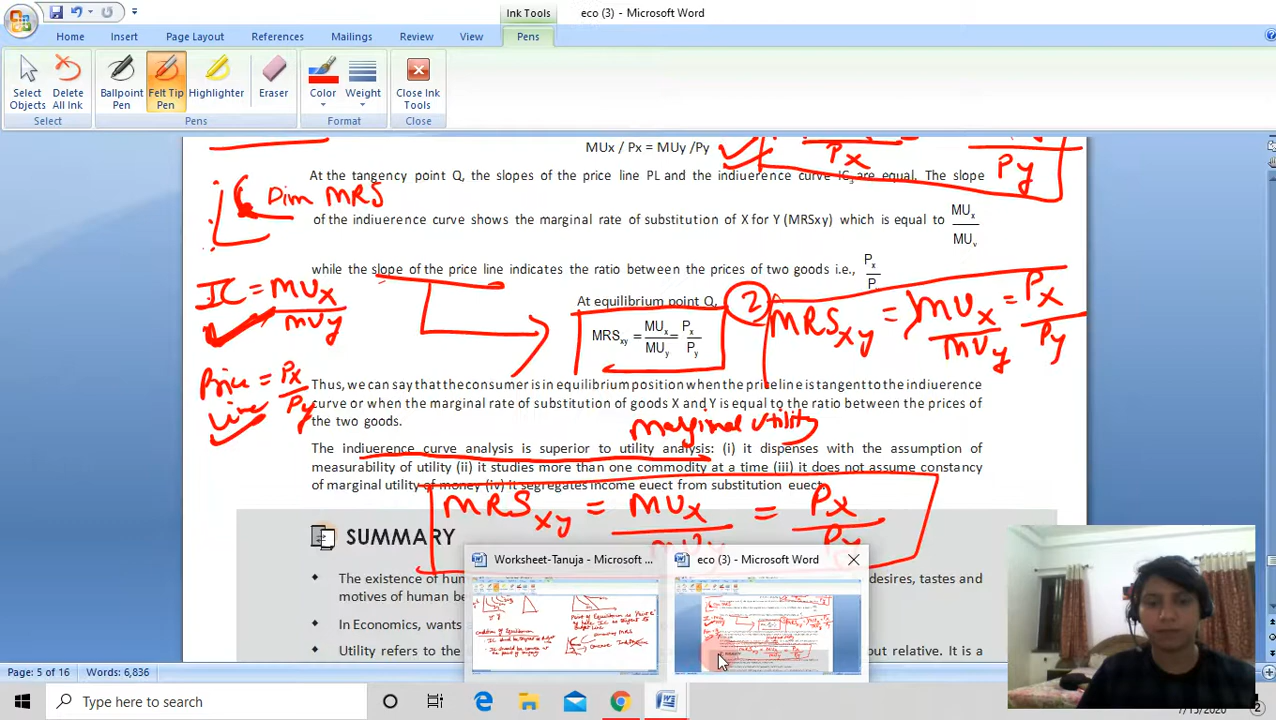 Ink Tools
eco (3) - Microsoft Word
Home Insert Page Layout References Mailings Review View Pens
Select Objects
Delete All Ink
Ballpoint Pen
Felt Tip Pen
Highlighter
Eraser
Color
Weight
Close Ink Tools
Select Pens Format Close
MUx / Px = MUy /Py
Px
Py
At the tangency point Q, the slopes of the price line PL and the indiuerence curve IC3 are equal. The slope
Dim MRS
of the indiuerence curve shows the marginal rate of substitution of X for Y (MRSxy) which is equal to MUx / MUy
while the slope of the price line indicates the ratio between the prices of two goods i.e., Px / P
IC = MUx / MUy
At equilibrium point Q,
2
MRSxy = MUx / MUy = Px / Py
MRSxy = MUx / MUy = Px / Py
Price Line = Px / Py
Thus, we can say that the consumer is in equilibrium position when the priceline is tangent to the indiuerence
curve or when the marginal rate of substitution of goods X and Y is equal to the ratio between the prices of
the two goods.
marginal utility
The indiuerence curve analysis is superior to utility analysis: (i) it dispenses with the assumption of
measurability of utility (ii) it studies more than one commodity at a time (iii) it does not assume constancy
of marginal utility of money (iv) it segregates income euect from substitution euect.
MRSxy = MUx / = Px / Py
SUMMARY
Worksheet-Tanuja - Microsoft ...
eco (3) - Microsoft Word
The existence of hum
desires, tastes and
motives of human be
In Economics, wants
Utility refers to the
out relative. It is a
6,836
Type here to search
7/15/2020
2